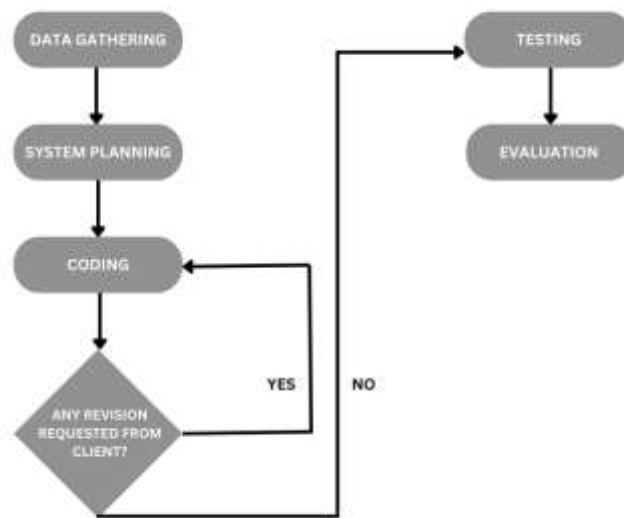 DATA GATHERING
SYSTEM PLANNING
CODING
ANY REVISION
REQUESTED FROM
CLIENT?
YES
NO
TESTING
EVALUATION